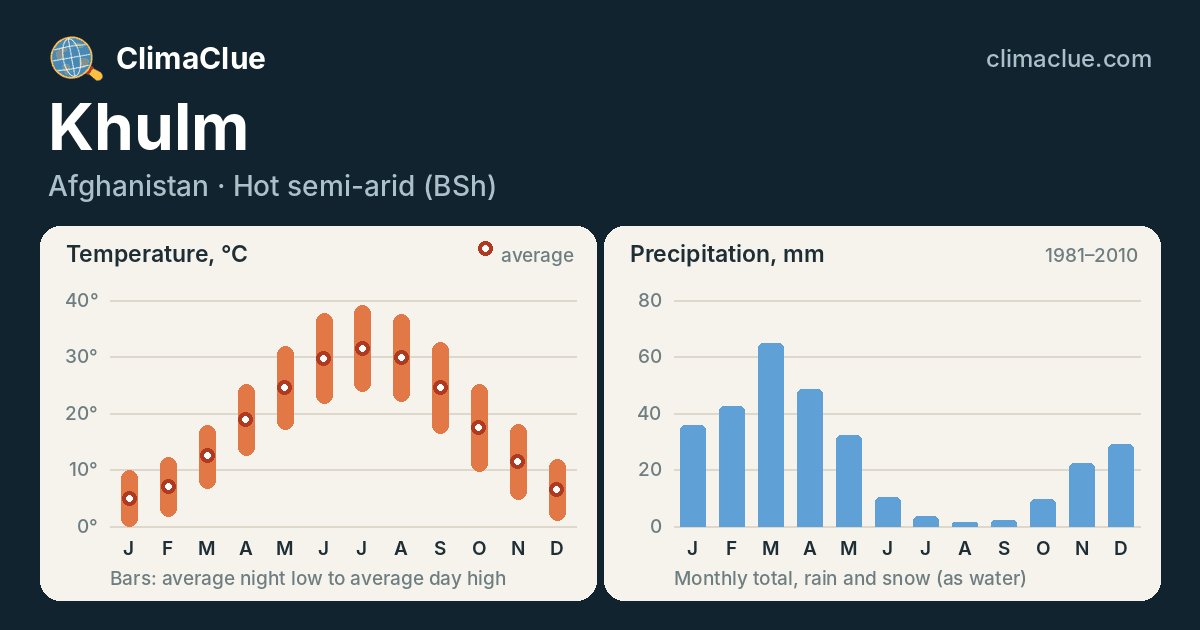 ClimaClue
climaclue.com
Khulm
Afghanistan · Hot semi-arid (BSh)
Temperature, °C
average
40°
30°
20°
10°
0°
J F M A M J J A S O N D
Bars: average night low to average day high
Precipitation, mm
1981–2010
80
60
40
20
0
J F M A M J J A S O N D
Monthly total, rain and snow (as water)